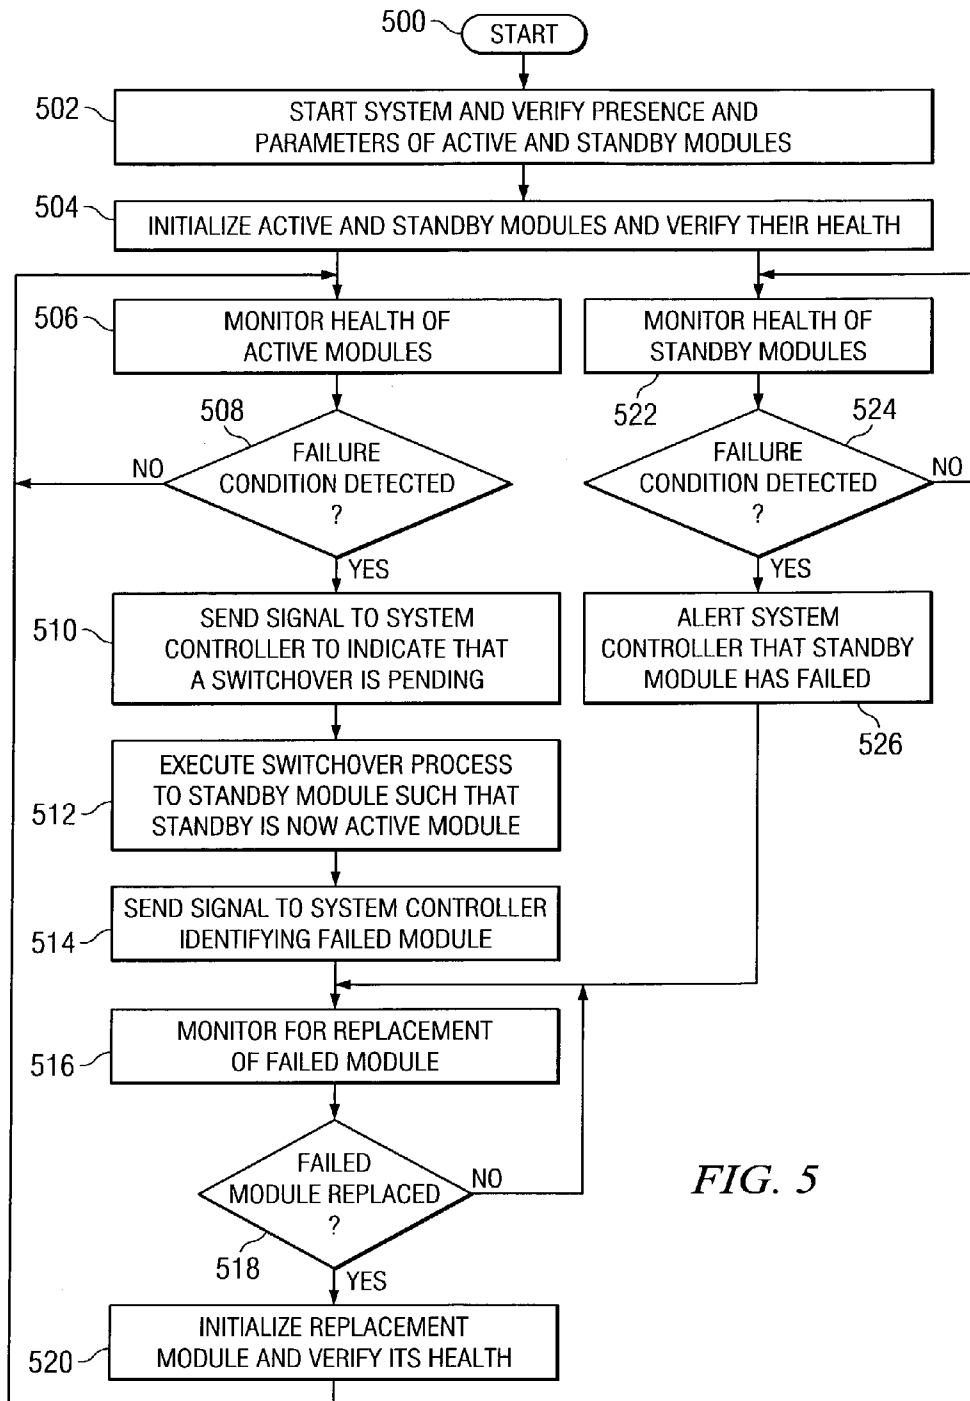 500
START
502
START SYSTEM AND VERIFY PRESENCE AND
PARAMETERS OF ACTIVE AND STANDBY MODULES
504
INITIALIZE ACTIVE AND STANDBY MODULES AND VERIFY THEIR HEALTH
506
MONITOR HEALTH OF
ACTIVE MODULES
MONITOR HEALTH OF
STANDBY MODULES
522
508
FAILURE
CONDITION DETECTED
?
NO
YES
524
FAILURE
CONDITION DETECTED
?
NO
YES
510
SEND SIGNAL TO SYSTEM
CONTROLLER TO INDICATE THAT
A SWITCHOVER IS PENDING
ALERT SYSTEM
CONTROLLER THAT STANDBY
MODULE HAS FAILED
526
512
EXECUTE SWITCHOVER PROCESS
TO STANDBY MODULE SUCH THAT
STANDBY IS NOW ACTIVE MODULE
514
SEND SIGNAL TO SYSTEM CONTROLLER
IDENTIFYING FAILED MODULE
516
MONITOR FOR REPLACEMENT
OF FAILED MODULE
FAILED
MODULE REPLACED
?
NO
518
YES
FIG. 5
520
INITIALIZE REPLACEMENT
MODULE AND VERIFY ITS HEALTH